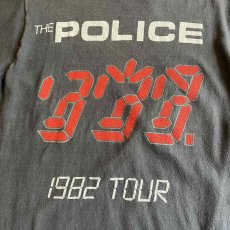 THE POLICE
1982 TOUR